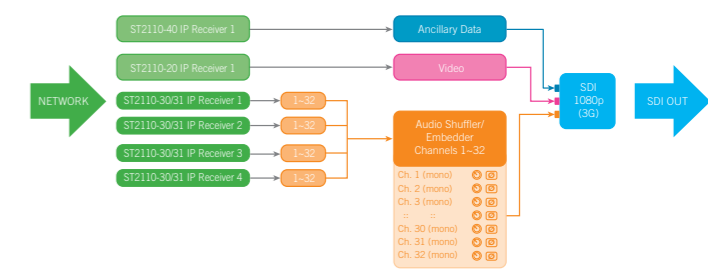 ST2110-40 IP Receiver 1
Ancillary Data
ST2110-20 IP Receiver 1
Video
NETWORK
ST2110-30/31 IP Receiver 1
1–32
ST2110-30/31 IP Receiver 2
1–32
ST2110-30/31 IP Receiver 3
1–32
ST2110-30/31 IP Receiver 4
1–32
Audio Shuffler/
Embedder
Channels 1–32
Ch. 1 (mono)
Ch. 2 (mono)
Ch. 3 (mono)
:: ::
Ch. 30 (mono)
Ch. 31 (mono)
Ch. 32 (mono)
SDI
1080p
(3G)
SDI OUT